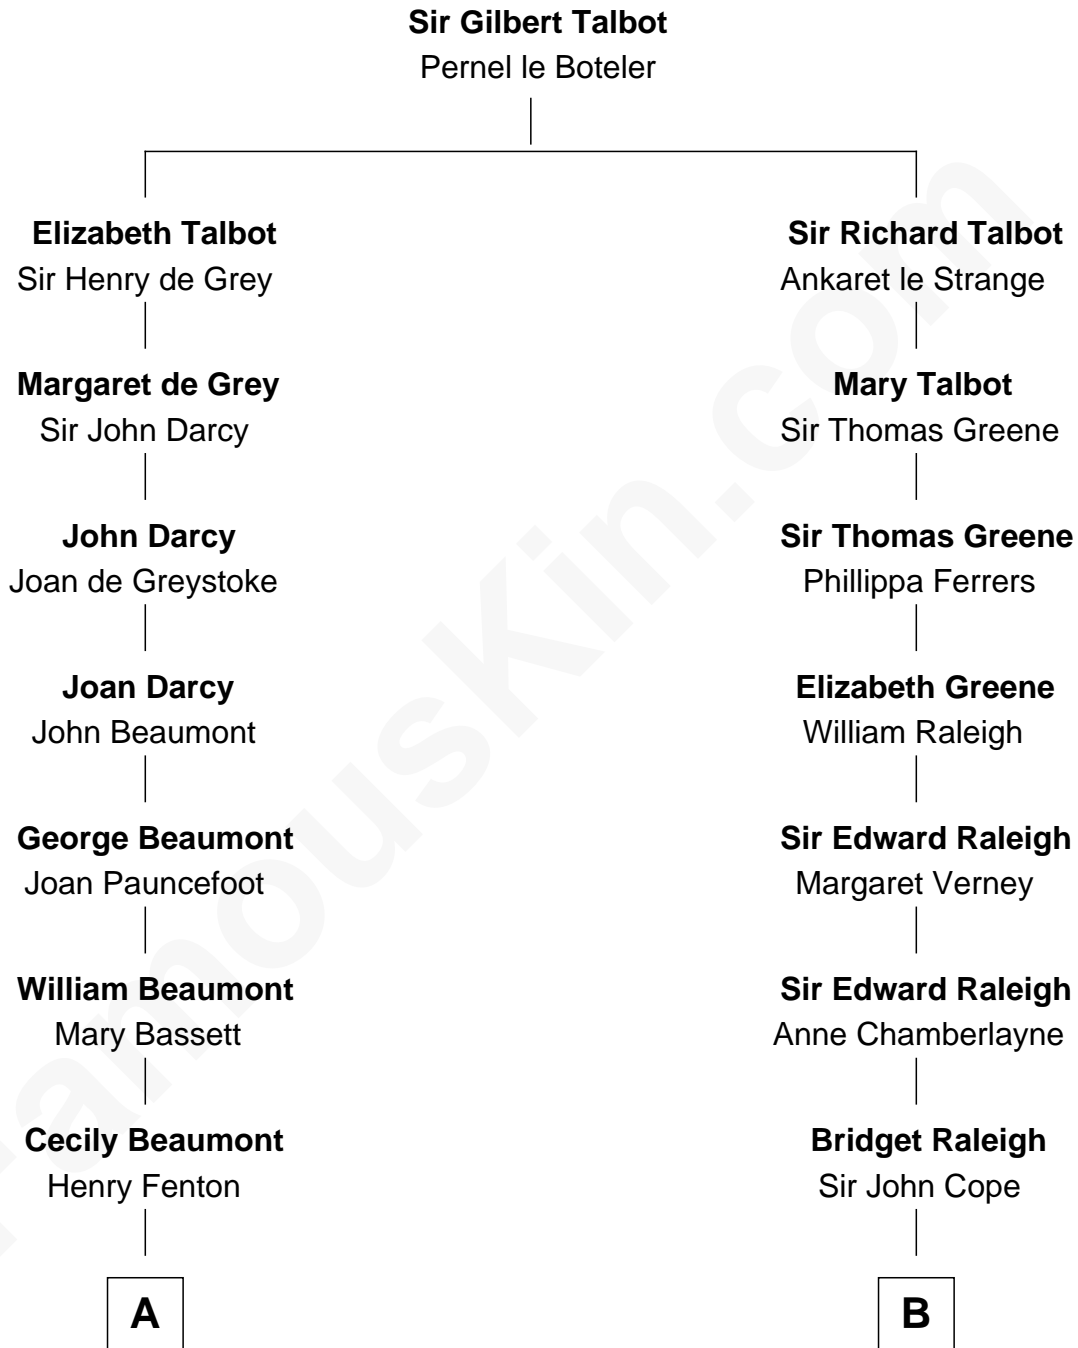 Sir Gilbert Talbot
Pernel le Boteler
Elizabeth Talbot
Sir Henry de Grey
Sir Richard Talbot
Ankaret le Strange
Margaret de Grey
Sir John Darcy
Mary Talbot
Sir Thomas Greene
John Darcy
Joan de Greystoke
Sir Thomas Greene
Phillippa Ferrers
Joan Darcy
John Beaumont
Elizabeth Greene
William Raleigh
George Beaumont
Joan Pauncefoot
Sir Edward Raleigh
Margaret Verney
William Beaumont
Mary Bassett
Sir Edward Raleigh
Anne Chamberlayne
Cecily Beaumont
Henry Fenton
Bridget Raleigh
Sir John Cope
A
B
FamousKin.com